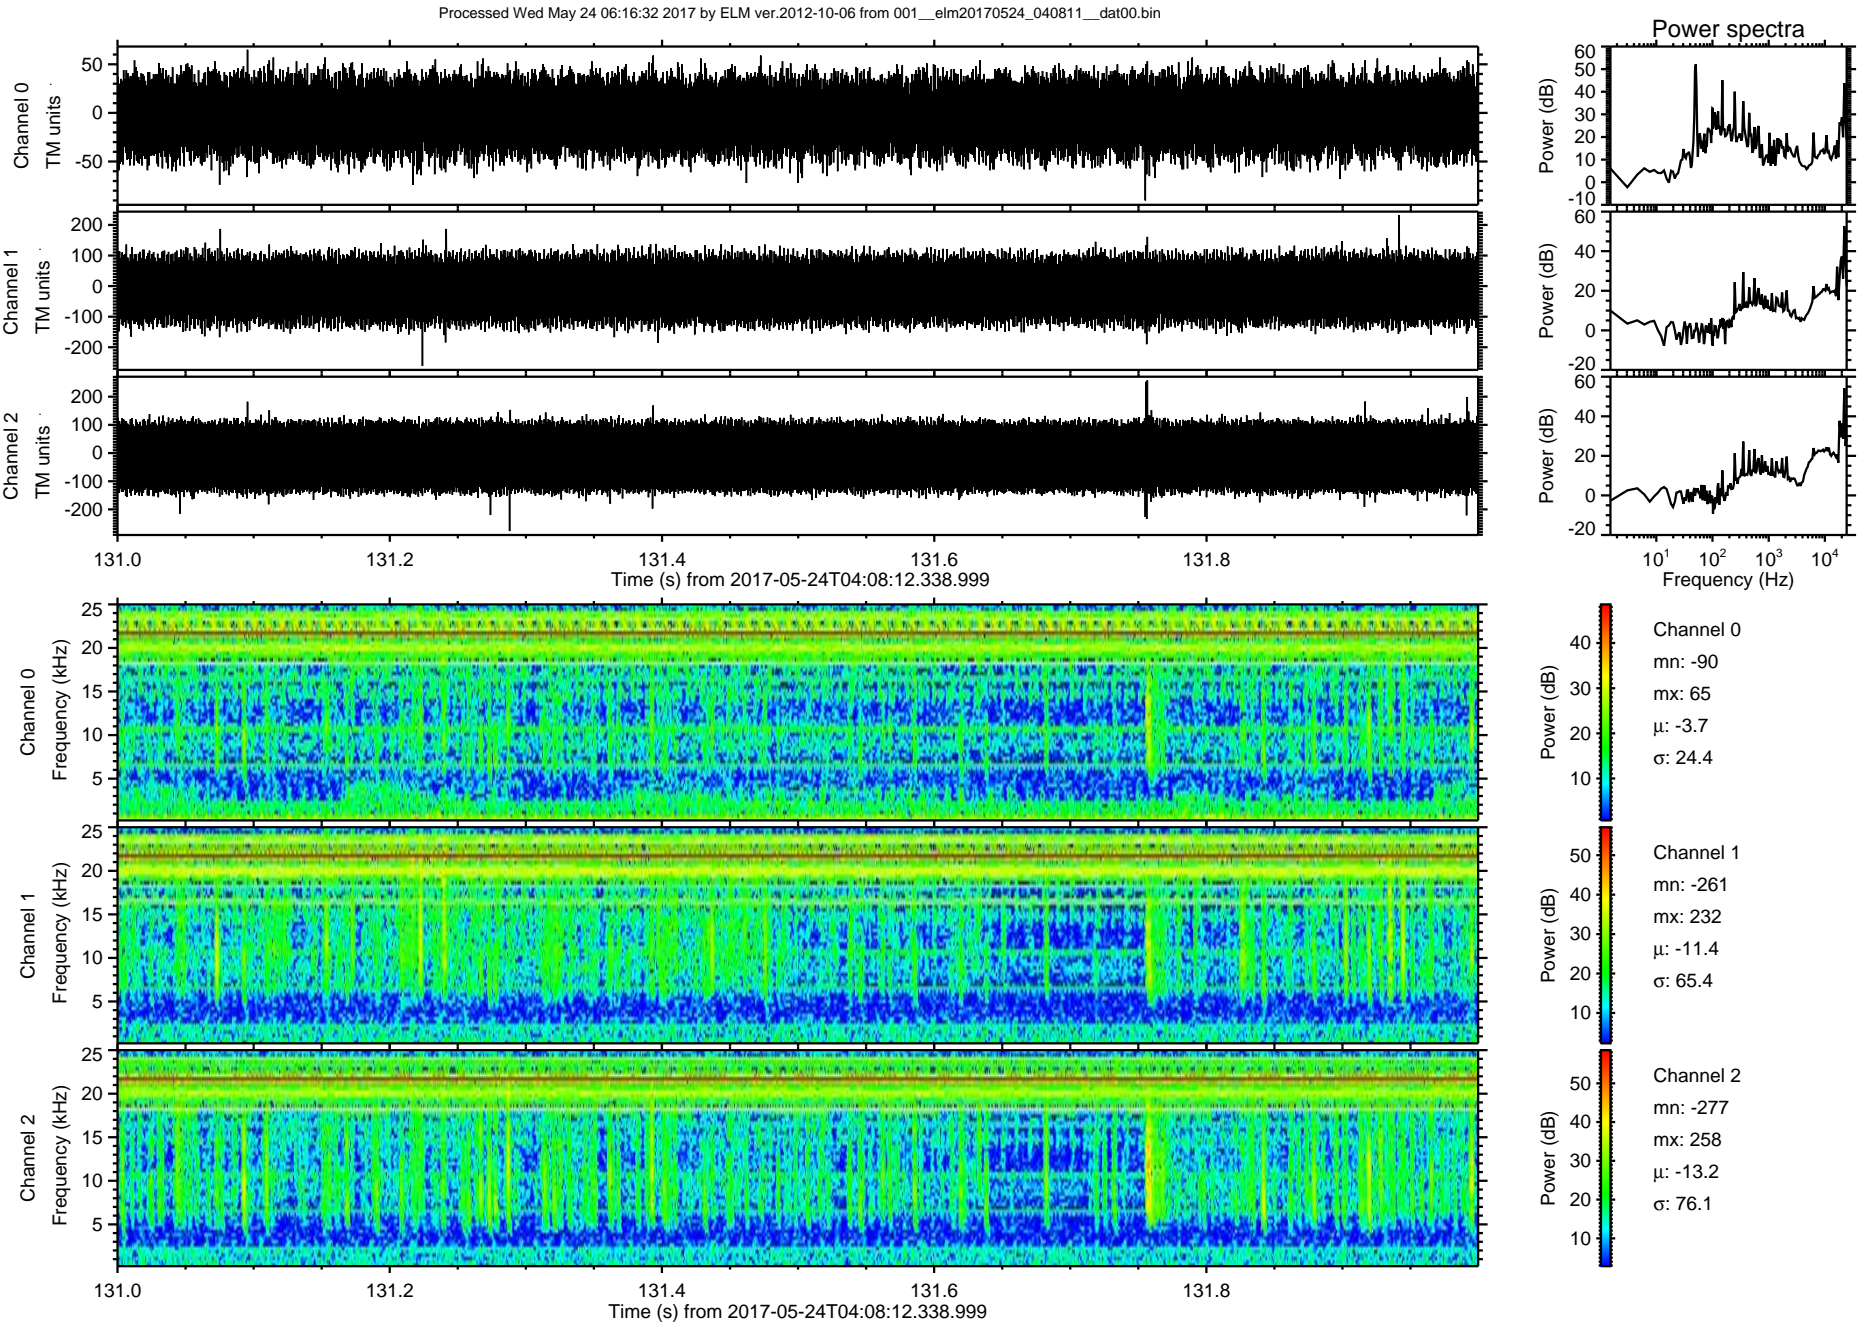 Processed Wed May 24 06:16:32 2017 by ELM ver.2012-10-06 from 001__elm20170524_040811__dat00.bin
Power spectra
Channel 0
TM units
50
0
-50
Power (dB)
60
50
40
30
20
10
0
-10
Channel 1
TM units
200
100
0
-100
-200
Power (dB)
60
40
20
0
-20
Channel 2
TM units
200
100
0
-100
-200
Power (dB)
60
40
20
0
-20
131.0 131.2 131.4 131.6 131.8
Time (s) from 2017-05-24T04:08:12.338.999
10¹ 10² 10³ 10⁴
Frequency (Hz)
Channel 0
Frequency (kHz)
25
20
15
10
5
Power (dB)
40
30
20
10
Channel 0
mn: -90
mx: 65
μ: -3.7
σ: 24.4
Channel 1
Frequency (kHz)
25
20
15
10
5
Power (dB)
50
40
30
20
10
Channel 1
mn: -261
mx: 232
μ: -11.4
σ: 65.4
Channel 2
Frequency (kHz)
25
20
15
10
5
Power (dB)
50
40
30
20
10
Channel 2
mn: -277
mx: 258
μ: -13.2
σ: 76.1
131.0 131.2 131.4 131.6 131.8
Time (s) from 2017-05-24T04:08:12.338.999